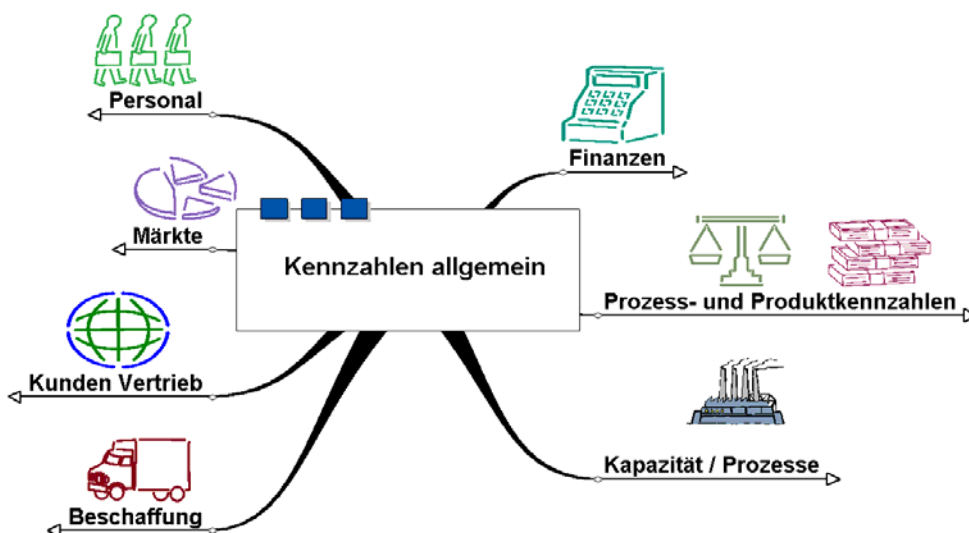 Personal
Finanzen
Märkte
Kennzahlen allgemein
Prozess- und Produktkennzahlen
Kunden Vertrieb
Kapazität / Prozesse
Beschaffung